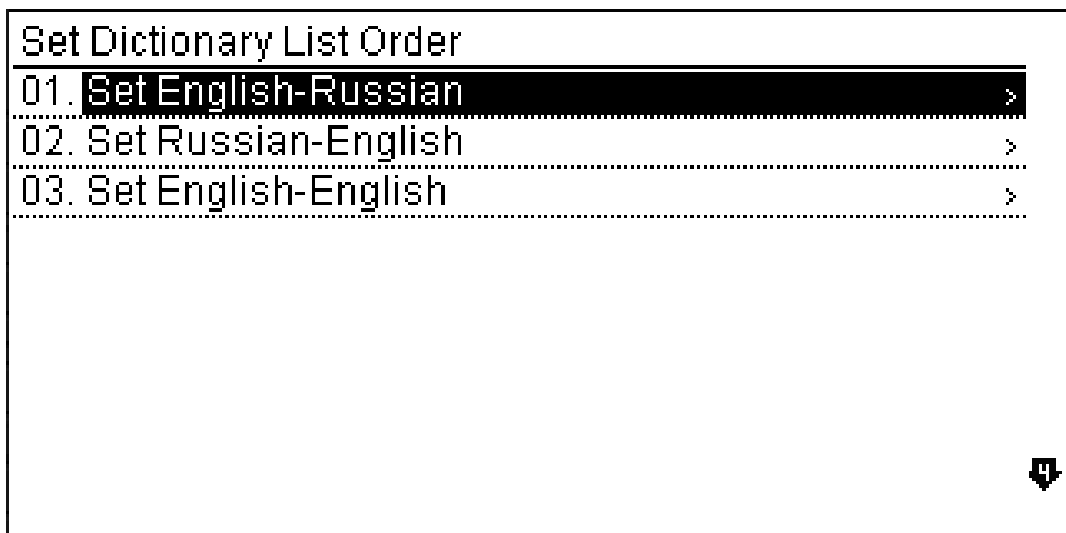 Set Dictionary List Order
01. Set English-Russian >
02. Set Russian-English >
03. Set English-English >
Ч